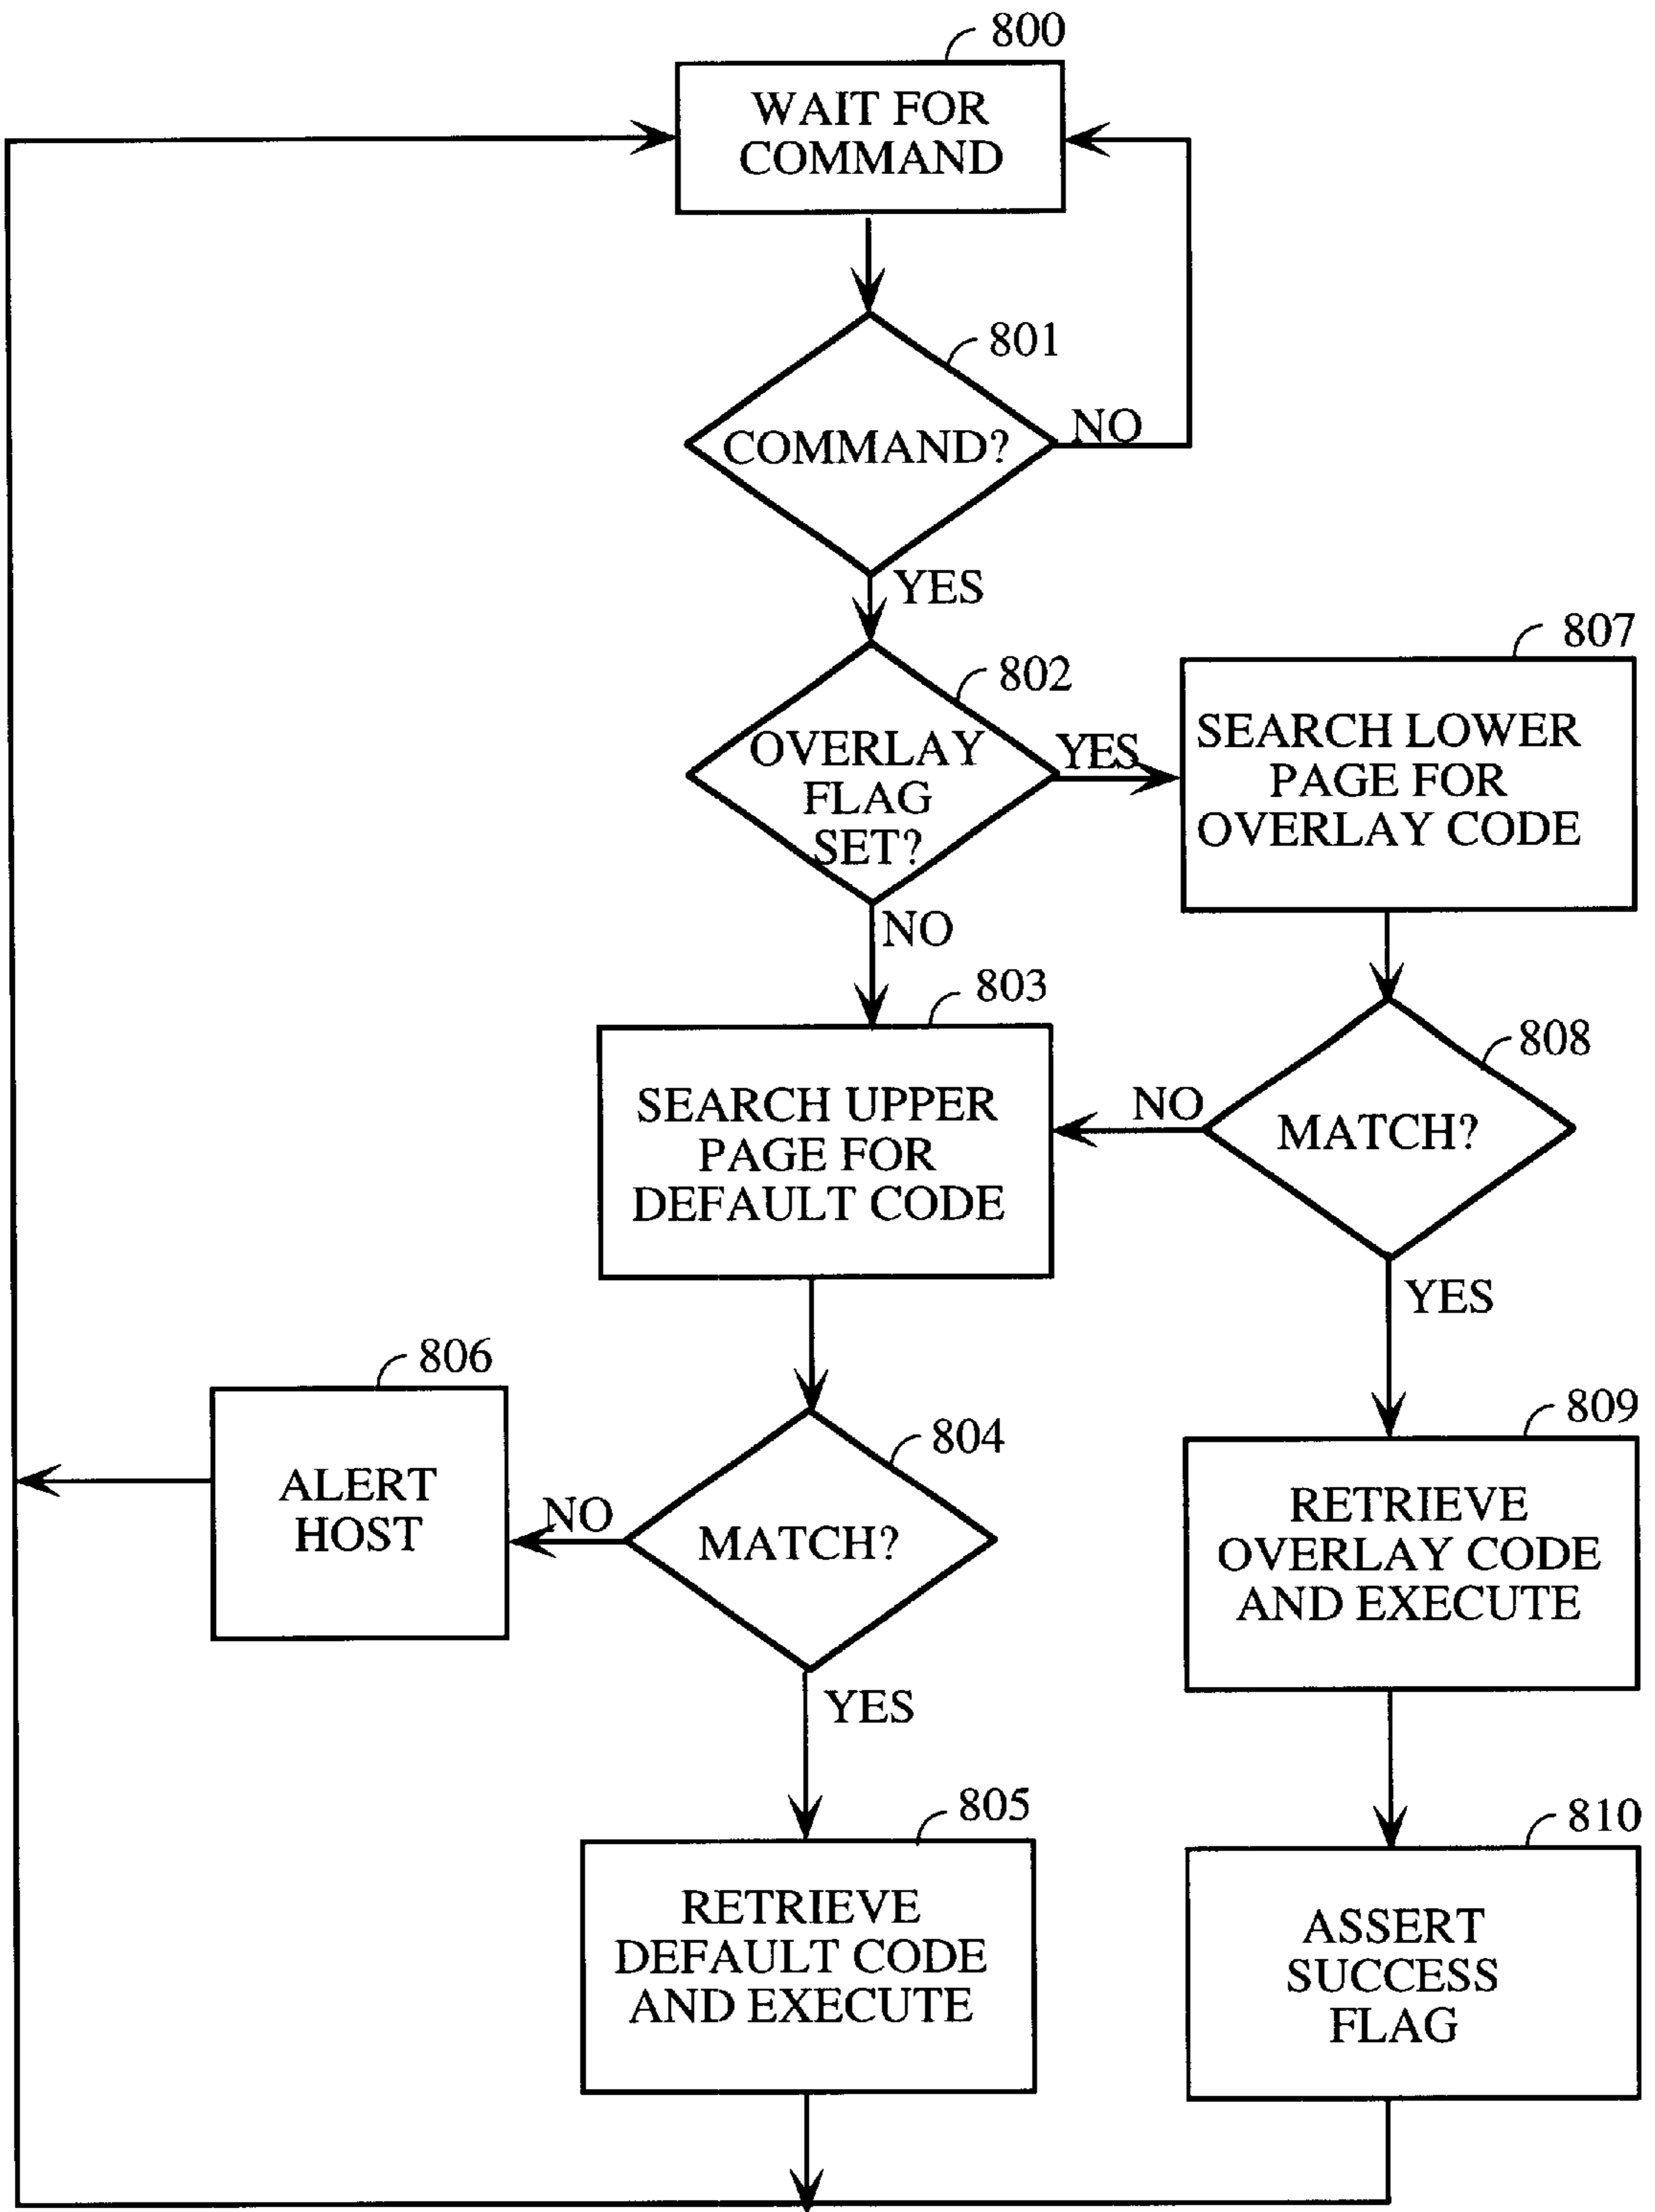 800
WAIT FOR
COMMAND
801
COMMAND?
NO
YES
802
OVERLAY
FLAG
SET?
YES
NO
807
SEARCH LOWER
PAGE FOR
OVERLAY CODE
803
SEARCH UPPER
PAGE FOR
DEFAULT CODE
808
MATCH?
NO
YES
806
ALERT
HOST
804
MATCH?
NO
YES
809
RETRIEVE
OVERLAY CODE
AND EXECUTE
805
RETRIEVE
DEFAULT CODE
AND EXECUTE
810
ASSERT
SUCCESS
FLAG